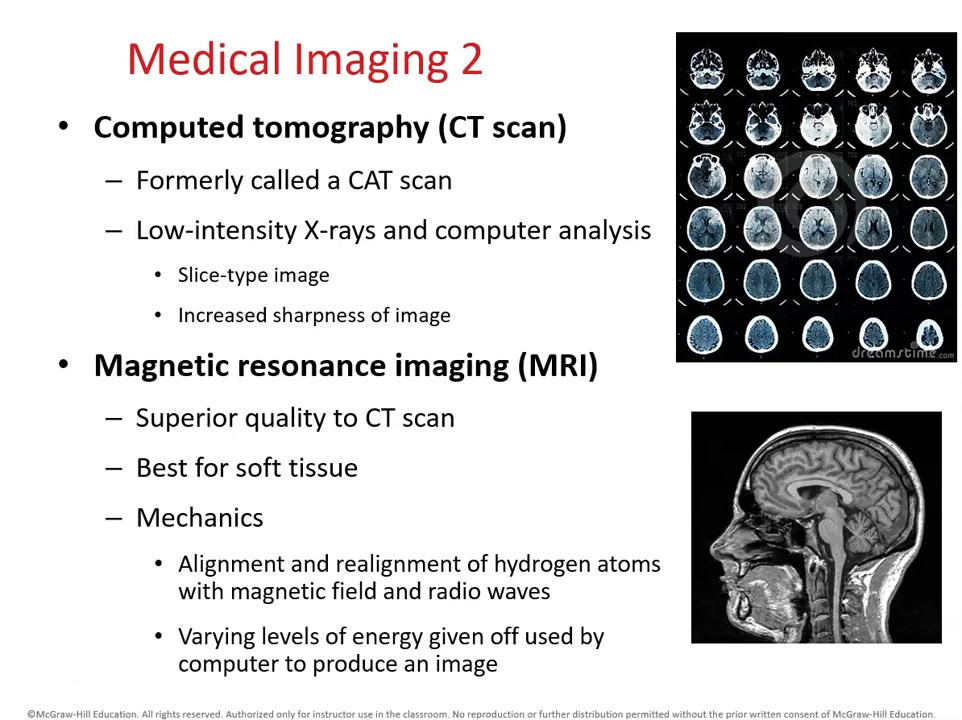 Medical Imaging 2
• Computed tomography (CT scan)
– Formerly called a CAT scan
– Low-intensity X-rays and computer analysis
• Slice-type image
• Increased sharpness of image
• Magnetic resonance imaging (MRI)
– Superior quality to CT scan
– Best for soft tissue
– Mechanics
• Alignment and realignment of hydrogen atoms
with magnetic field and radio waves
• Varying levels of energy given off used by
computer to produce an image
dreamstime.com
©McGraw-Hill Education. All rights reserved. Authorized only for instructor use in the classroom. No reproduction or further distribution permitted without the prior written consent of McGraw-Hill Education.